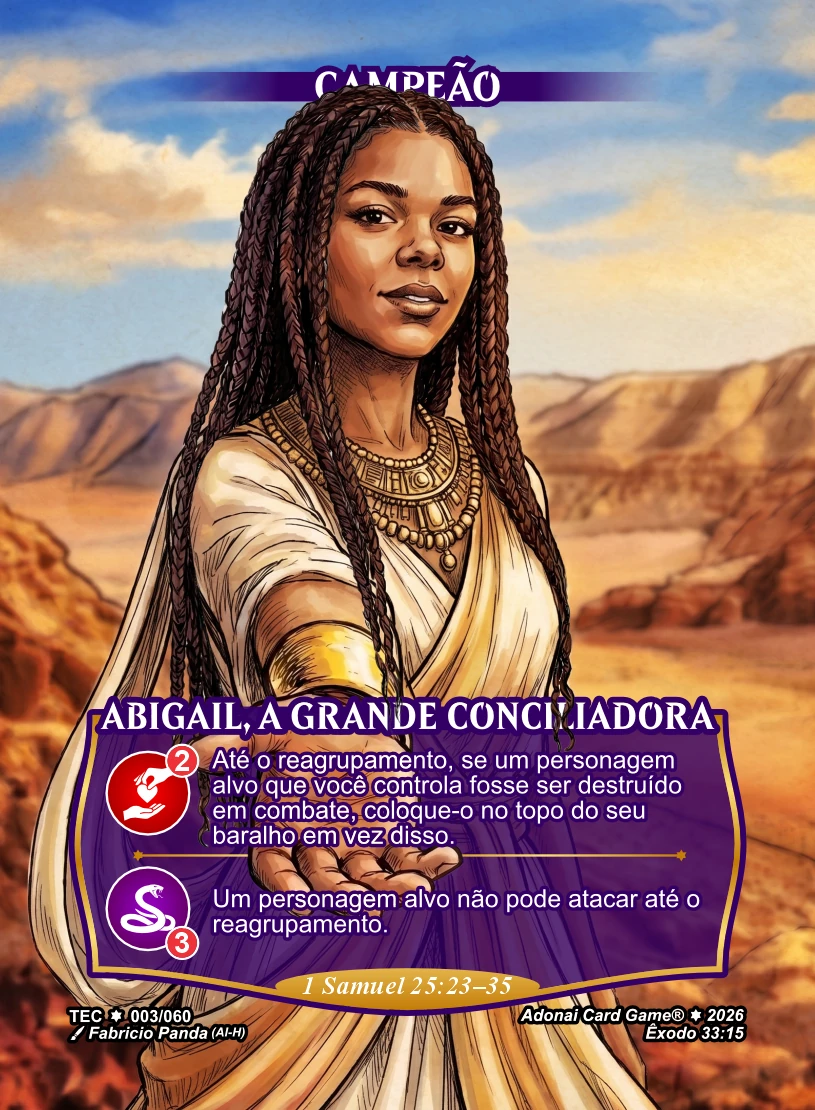 CAMPEÃO
ABIGAIL, A GRANDE CONCILIADORA
2
Até o reagrupamento, se um personagem
alvo que você controla fosse ser destruído
em combate, coloque-o no topo do seu
baralho em vez disso.
Um personagem alvo não pode atacar até o
reagrupamento.
3
1 Samuel 25:23–35
TEC ✸ 003/060
Fabricio Panda (AI-H)
Adonai Card Game® ✸ 2026
Êxodo 33:15